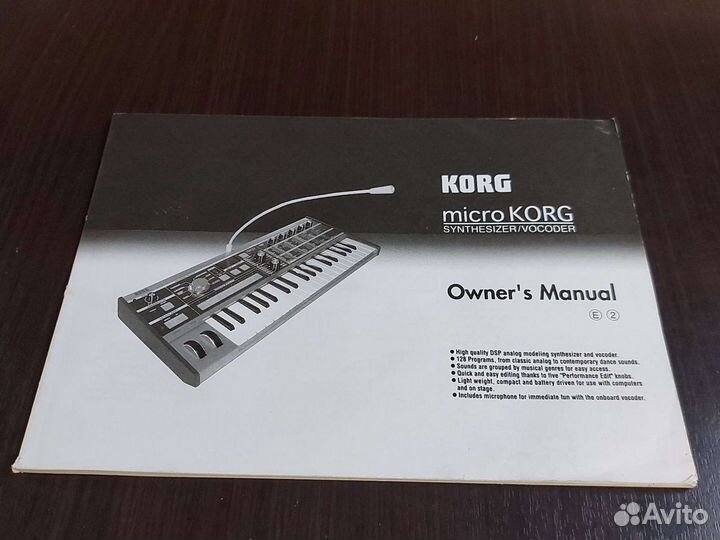 KORG
microKORG
SYNTHESIZER/VOCODER
Owner's Manual
E 2
● High quality DSP analog modeling synthesizer and vocoder.
● 128 Programs, from classic analog to contemporary dance sounds.
● Sounds are grouped by musical genres for easy access.
● Quick and easy editing thanks to five "Performance Edit" knobs.
● Light weight, compact and battery driven for use with computers
and on stage.
● Includes microphone for immediate fun with the onboard vocoder.
Avito